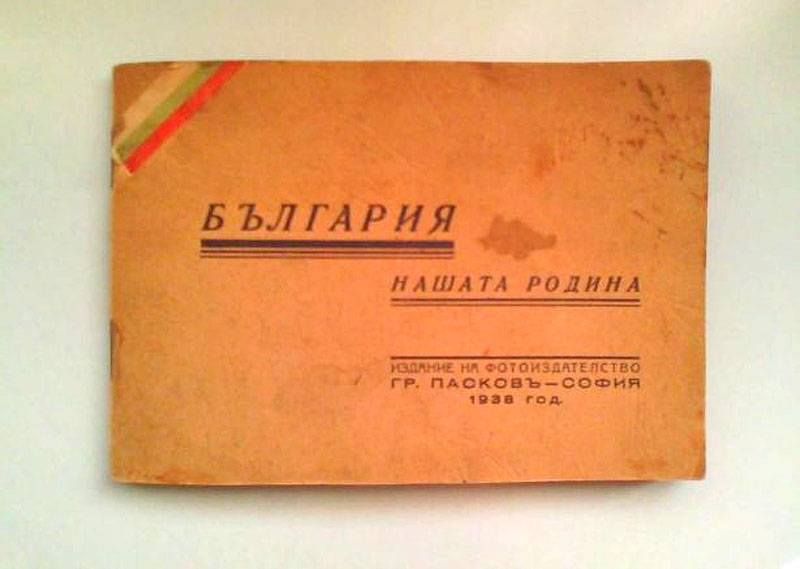 БЪЛГАРИЯ
НАШАТА РОДИНА
ИЗДАНИЕ НА ФОТОИЗДАТЕЛСТВО
ГР. ПАСКОВЪ—СОФИЯ
1938 год.